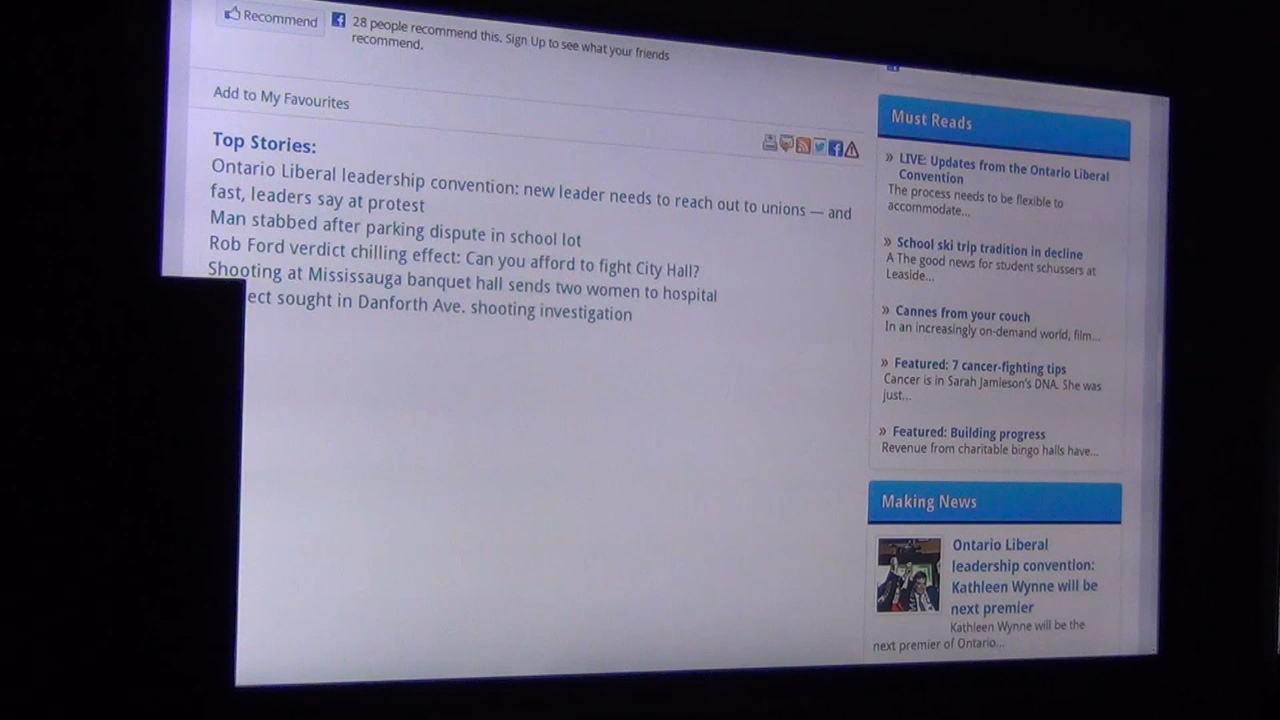 Recommend
28 people recommend this. Sign Up to see what your friends
recommend.
Add to My Favourites
Top Stories:
Ontario Liberal leadership convention: new leader needs to reach out to unions — and
fast, leaders say at protest
Man stabbed after parking dispute in school lot
Rob Ford verdict chilling effect: Can you afford to fight City Hall?
Shooting at Mississauga banquet hall sends two women to hospital
ect sought in Danforth Ave. shooting investigation
Must Reads
» LIVE: Updates from the Ontario Liberal
Convention
The process needs to be flexible to
accommodate...
» School ski trip tradition in decline
A The good news for student schussers at
Leaside...
» Cannes from your couch
In an increasingly on-demand world, film...
» Featured: 7 cancer-fighting tips
Cancer is in Sarah Jamieson's DNA. She was
just...
» Featured: Building progress
Revenue from charitable bingo halls have...
Making News
Ontario Liberal
leadership convention:
Kathleen Wynne will be
next premier
Kathleen Wynne will be the
next premier of Ontario...